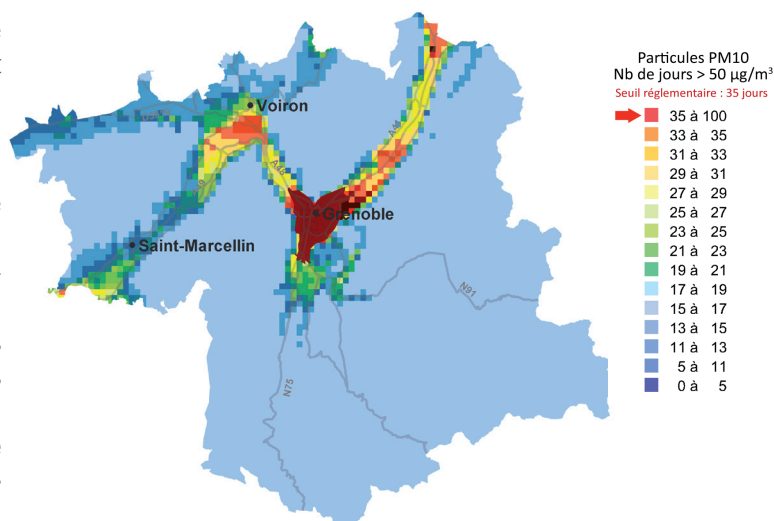 Particules PM10
Nb de jours > 50 µg/m³
Seuil réglementaire : 35 jours
35 à 100
33 à 35
31 à 33
29 à 31
27 à 29
25 à 27
23 à 25
21 à 23
19 à 21
17 à 19
15 à 17
13 à 15
11 à 13
5 à 11
0 à 5
Voiron
A48
Grenoble
Saint-Marcellin
N91
N75